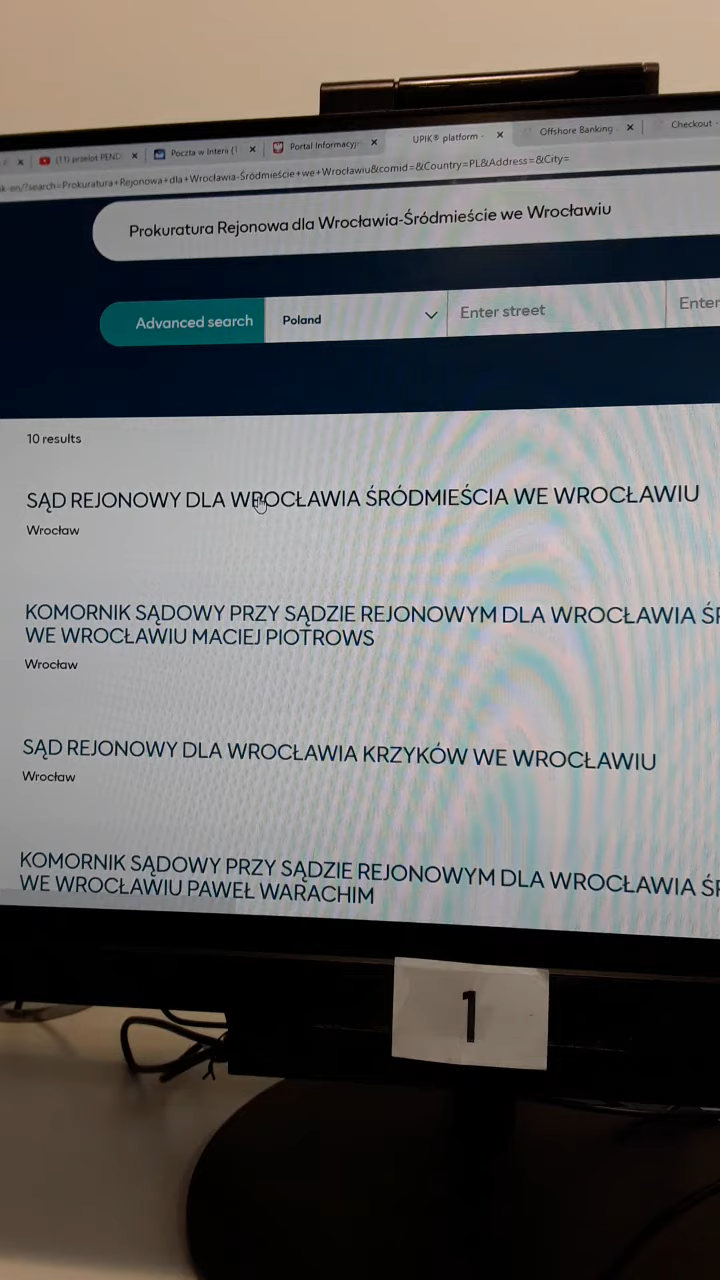 (11) przelot PEND
Poczta w Interii (1
Portal Informacyj
UPIK® platform -
Offshore Banking
Checkout -
k-en/?search=Prokuratura+Rejonowa+dla+Wrocławia-Śródmieście+we+Wrocławiu&comid=&Country=PL&Address=&City=
Prokuratura Rejonowa dla Wrocławia-Śródmieście we Wrocławiu
Advanced search
Poland
Enter street
Enter
10 results
SĄD REJONOWY DLA WROCŁAWIA ŚRÓDMIEŚCIA WE WROCŁAWIU
Wrocław
KOMORNIK SĄDOWY PRZY SĄDZIE REJONOWYM DLA WROCŁAWIA ŚR
WE WROCŁAWIU MACIEJ PIOTROWS
Wrocław
SĄD REJONOWY DLA WROCŁAWIA KRZYKÓW WE WROCŁAWIU
Wrocław
KOMORNIK SĄDOWY PRZY SĄDZIE REJONOWYM DLA WROCŁAWIA ŚR
WE WROCŁAWIU PAWEŁ WARACHIM
1